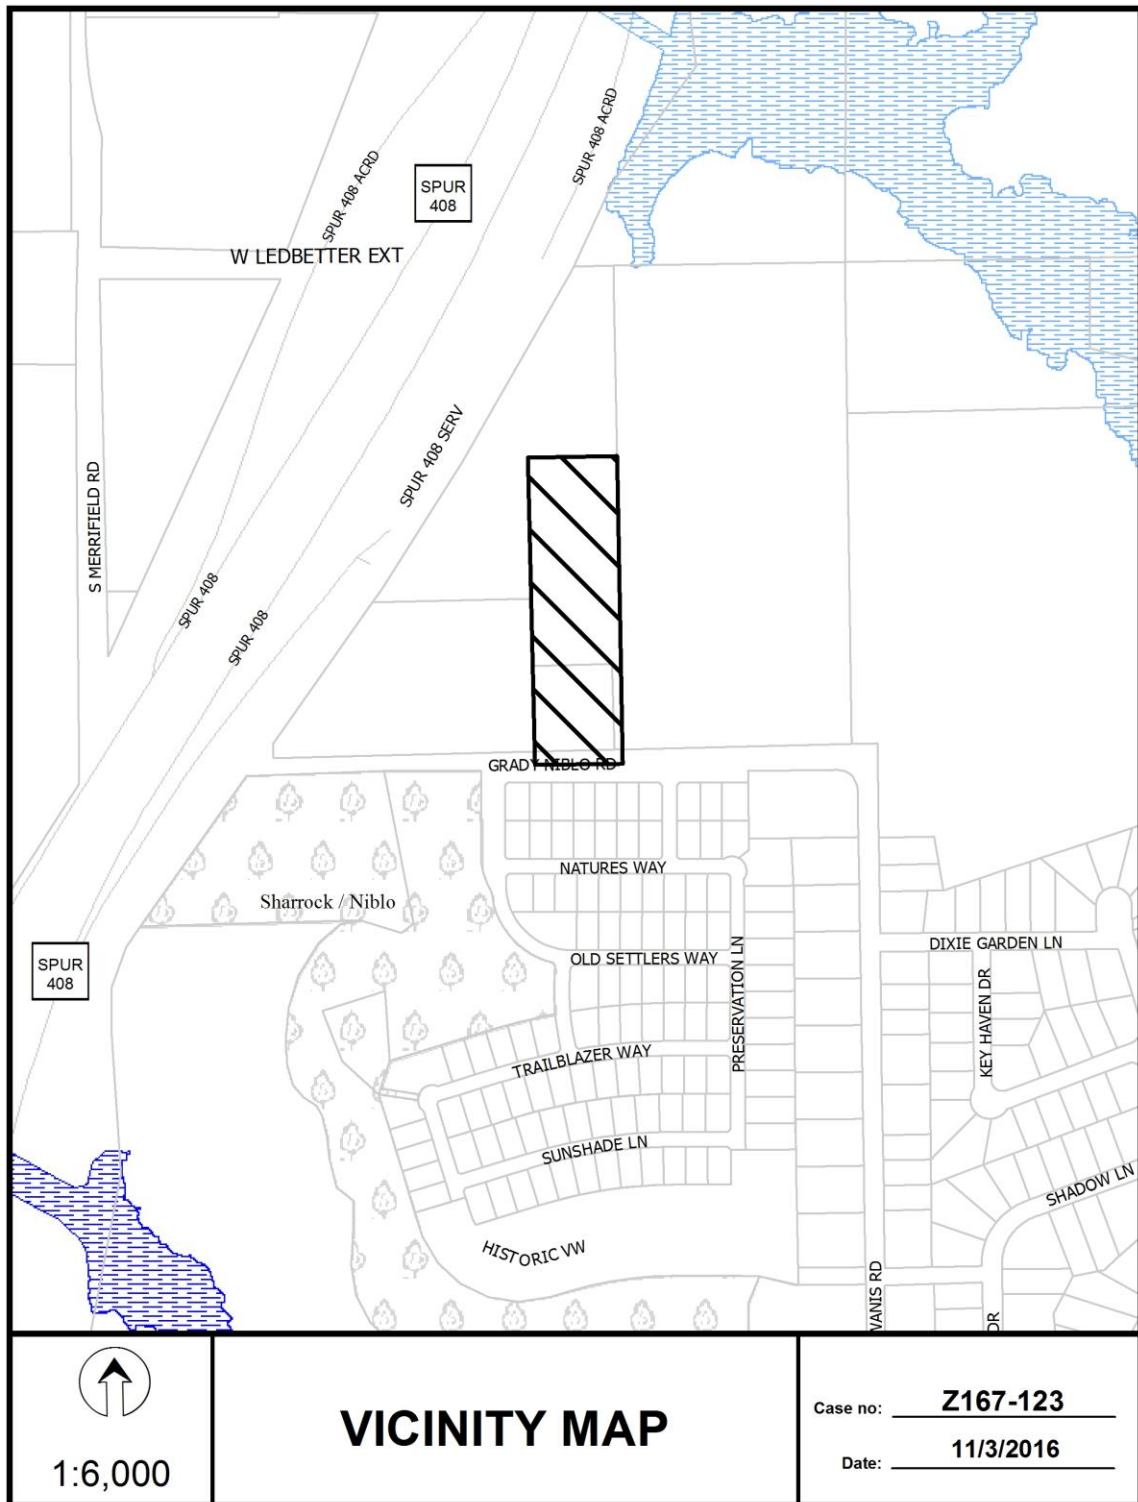 SPUR 408 ACRD
SPUR 408 ACRD
SPUR
408
W LEDBETTER EXT
SPUR 408 SERV
S MERRIFIELD RD
SPUR 408
SPUR 408
GRADY NIBLO RD
NATURES WAY
Sharrock / Niblo
OLD SETTLERS WAY
PRESERVATION LN
DIXIE GARDEN LN
KEY HAVEN DR
SPUR
408
TRAILBLAZER WAY
SUNSHADE LN
SHADOW LN
HISTORIC VW
WANIS RD
DR
1:6,000
VICINITY MAP
Case no: Z167-123
Date: 11/3/2016